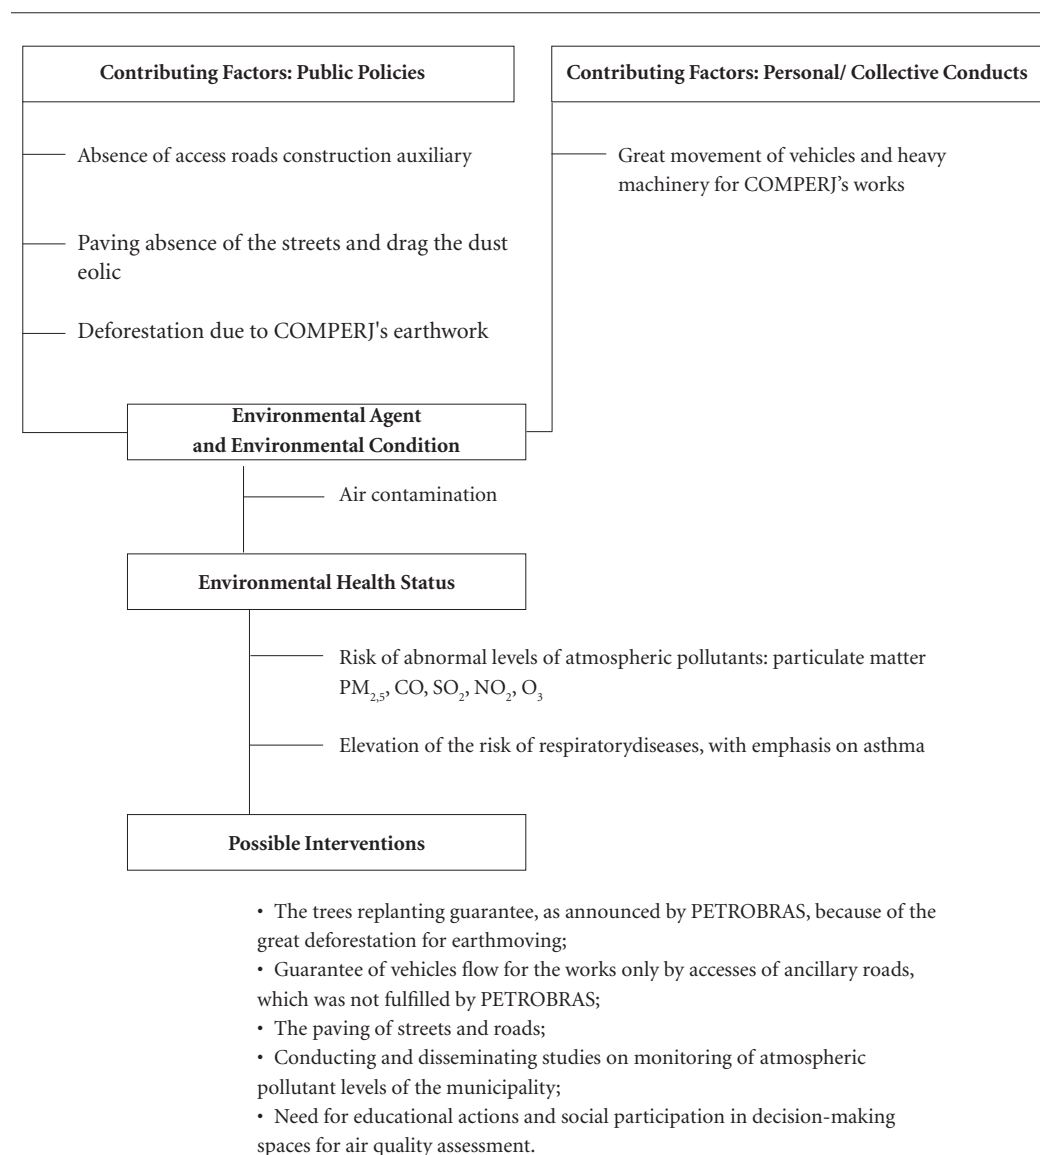 Contributing Factors: Public Policies
Contributing Factors: Personal/ Collective Conducts
Absence of access roads construction auxiliary
Great movement of vehicles and heavy
machinery for COMPERJ’s works
Paving absence of the streets and drag the dust
eolic
Deforestation due to COMPERJ's earthwork
Environmental Agent
and Environmental Condition
Air contamination
Environmental Health Status
Risk of abnormal levels of atmospheric pollutants: particulate matter
PM2,5, CO, SO2, NO2, O3
Elevation of the risk of respiratorydiseases, with emphasis on asthma
Possible Interventions
• The trees replanting guarantee, as announced by PETROBRAS, because of the
great deforestation for earthmoving;
• Guarantee of vehicles flow for the works only by accesses of ancillary roads,
which was not fulfilled by PETROBRAS;
• The paving of streets and roads;
• Conducting and disseminating studies on monitoring of atmospheric
pollutant levels of the municipality;
• Need for educational actions and social participation in decision-making
spaces for air quality assessment.